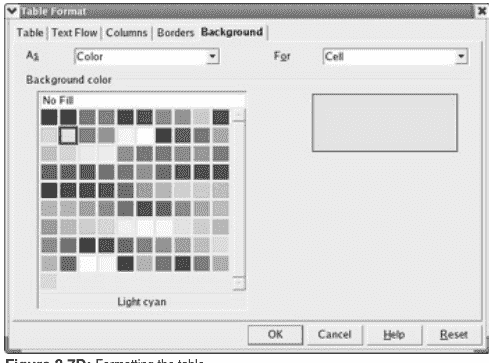 Table Format
Table Text Flow Columns Borders Background
As Color For Cell
Background color
No Fill
Light cyan
OK Cancel Help Reset
Figure 8.7D: Formatting the table